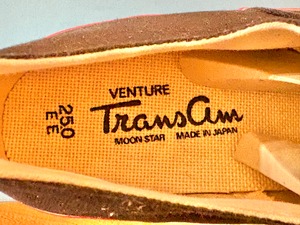 VENTURE
TransAm
MOON STAR MADE IN JAPAN
250
EE